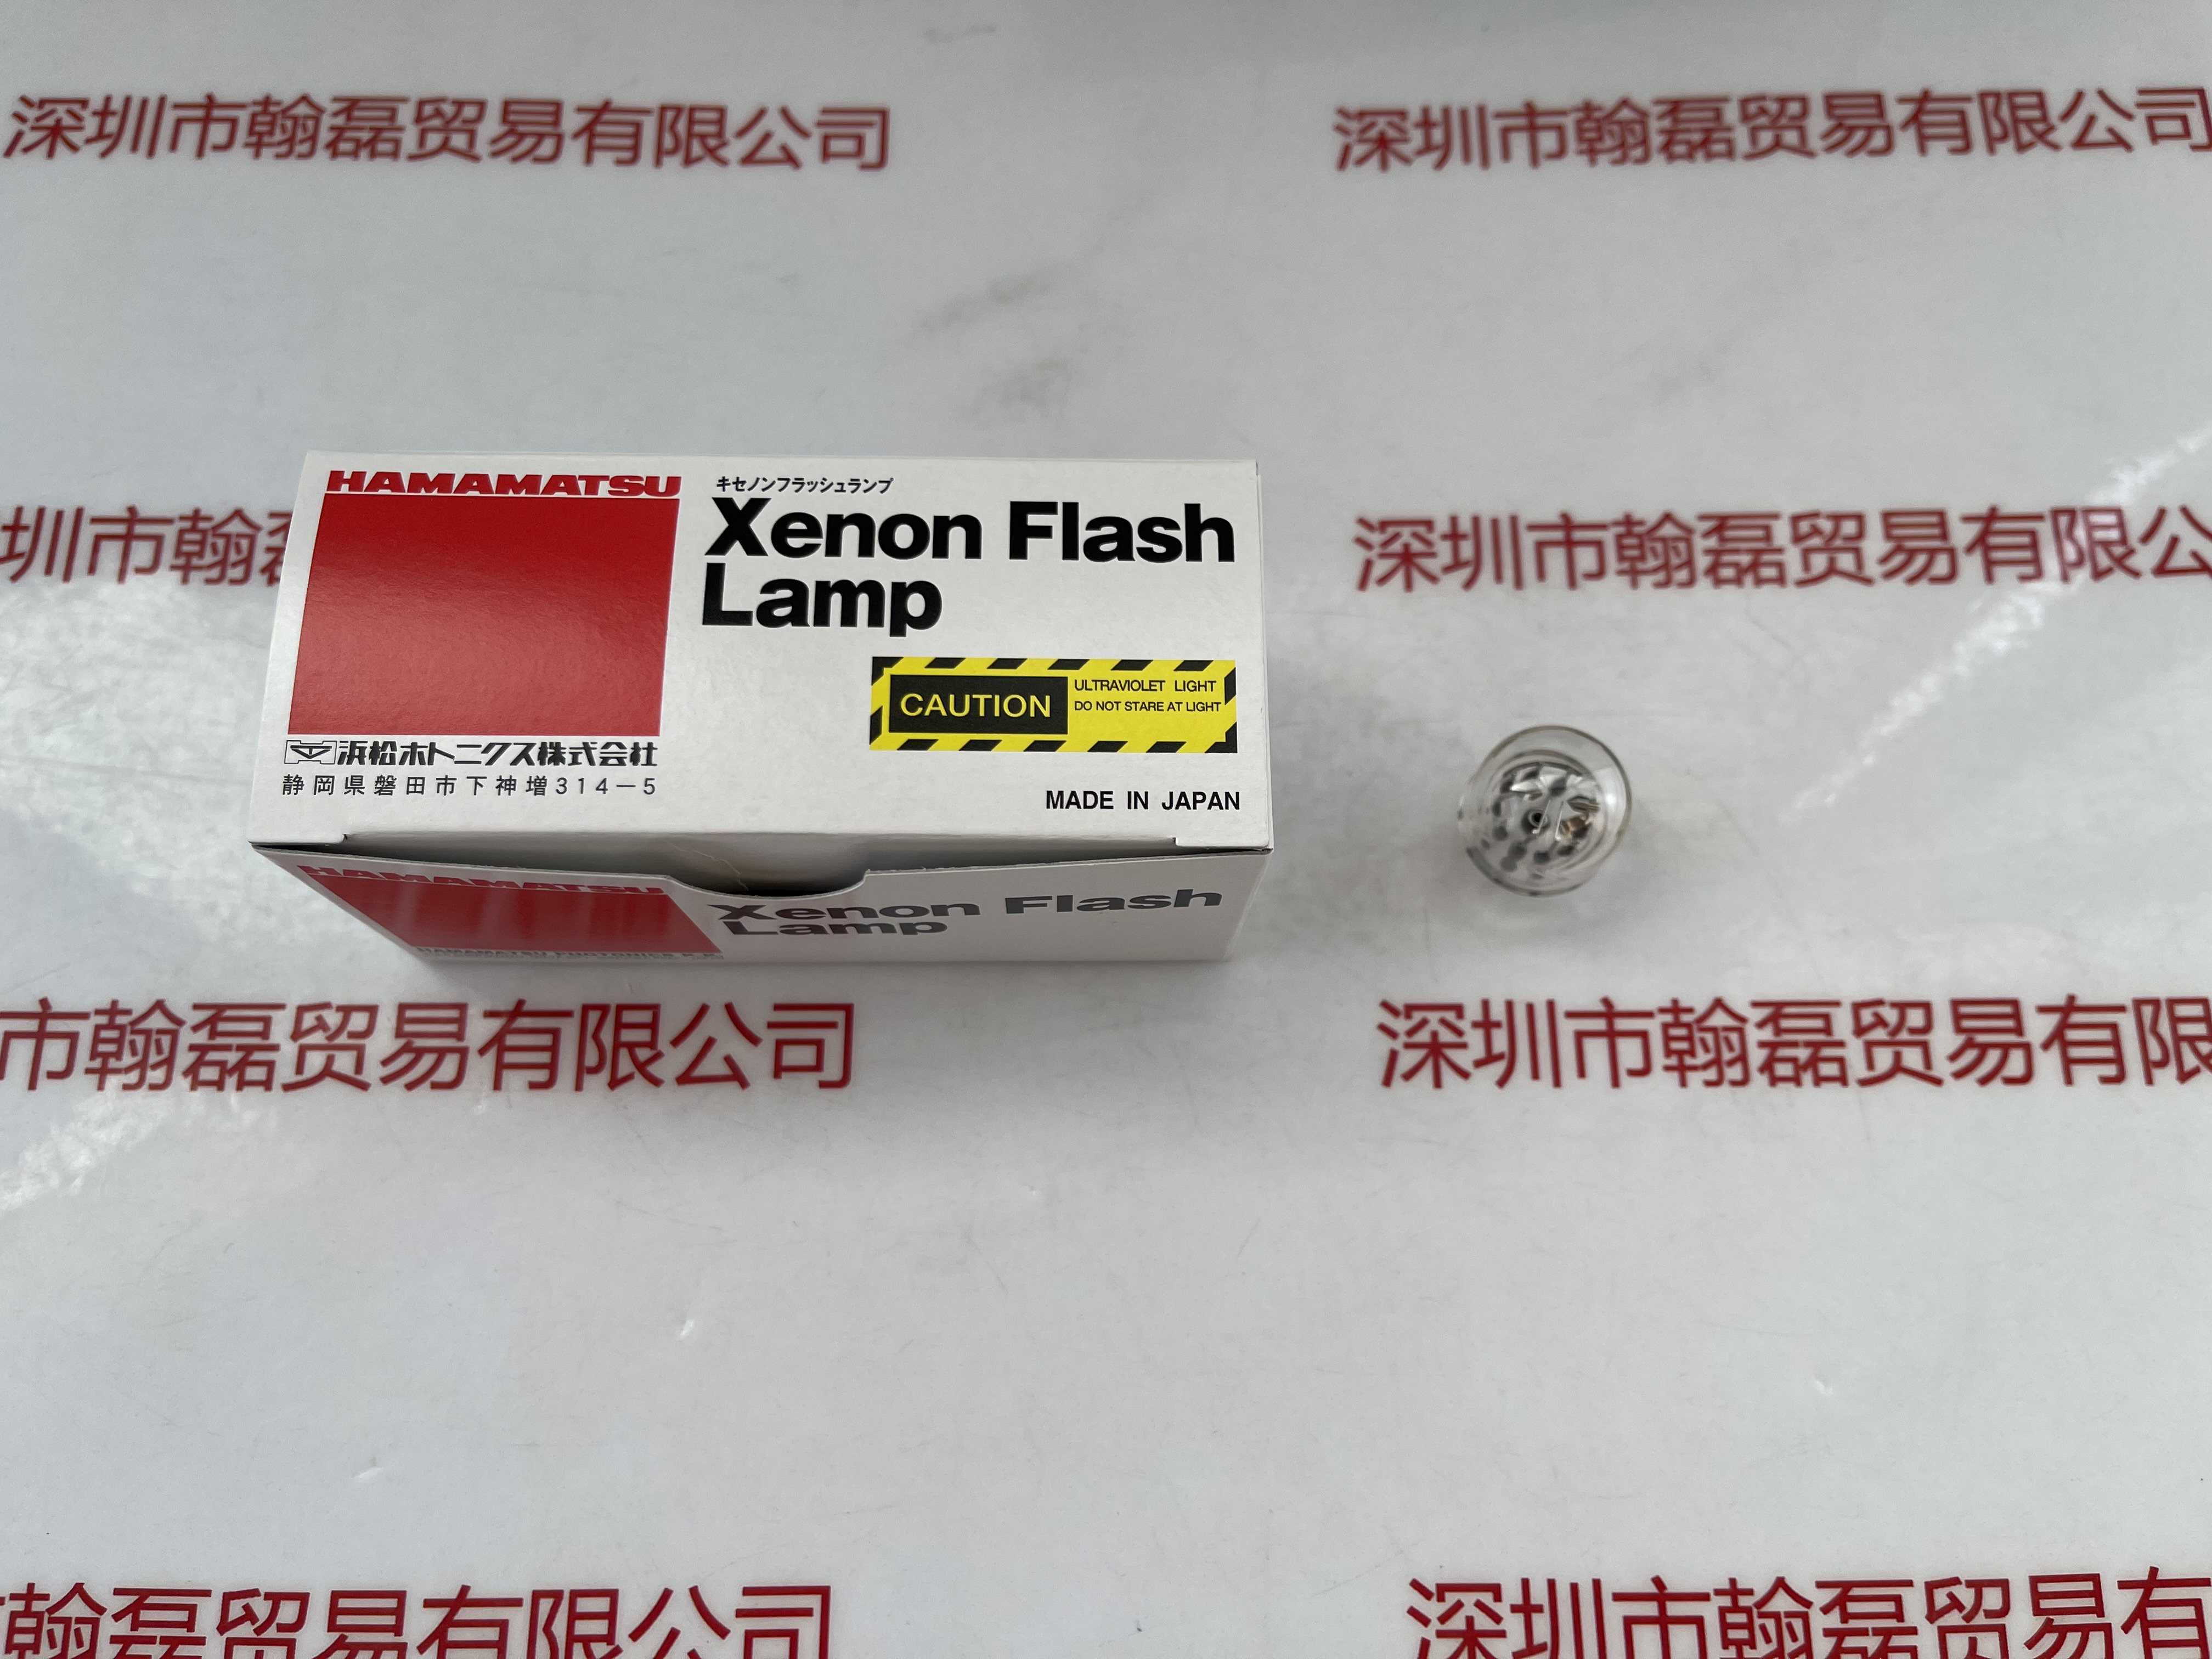 深圳市翰磊贸易有限公司
深圳市翰磊贸易有限公司
HAMAMATSU
キセノンフラッシュランプ
Xenon Flash
Lamp
CAUTION
ULTRAVIOLET LIGHT
DO NOT STARE AT LIGHT
浜松ホトニクス株式会社
静岡県磐田市下神増314-5
MADE IN JAPAN
圳市翰
深圳市翰磊贸易有限公
HAMAMATSU
Xenon Flash
Lamp
HAMAMATSU PHOTONICS K.K.
市翰磊贸易有限公司
深圳市翰磊贸易有限
翰磊贸易有限公司
深圳市翰磊贸易有